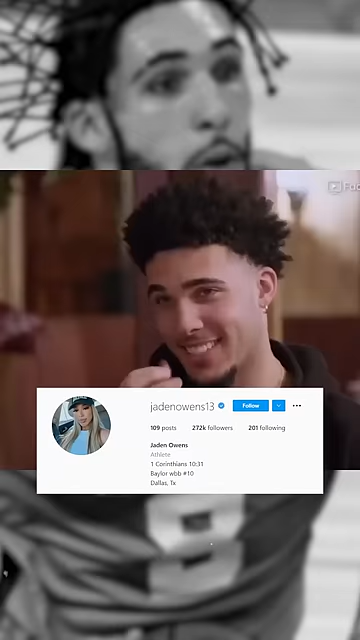 jadenowens13 Follow
109 posts 272k followers 201 following
Jaden Owens
Athlete
1 Corinthians 10:31
Baylor wbb #10
Dallas, Tx